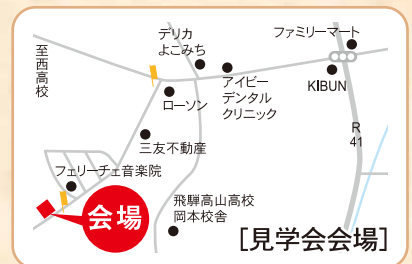 至西高校
デリカ
よこみち
ファミリーマート
アイビー
デンタル
クリニック
KIBUN
ローソン
R
41
三友不動産
フェリーチェ音楽院
会場
飛騨高山高校
岡本校舎
[見学会会場]